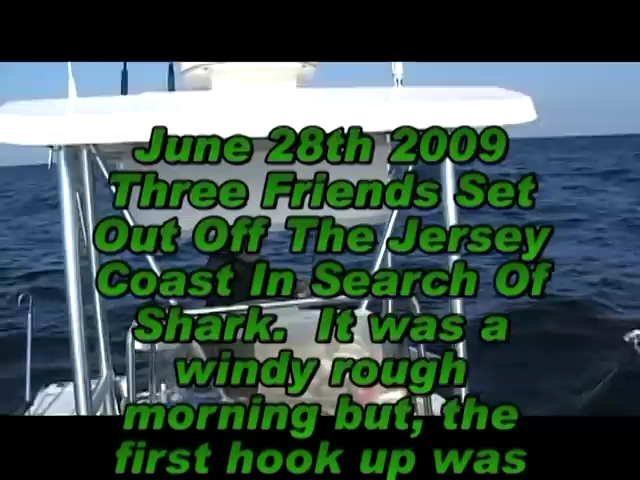 June 28th 2009
Three Friends Set
Out Off The Jersey
Coast In Search Of
Shark.  It was a
windy rough
morning but, the
first hook up was